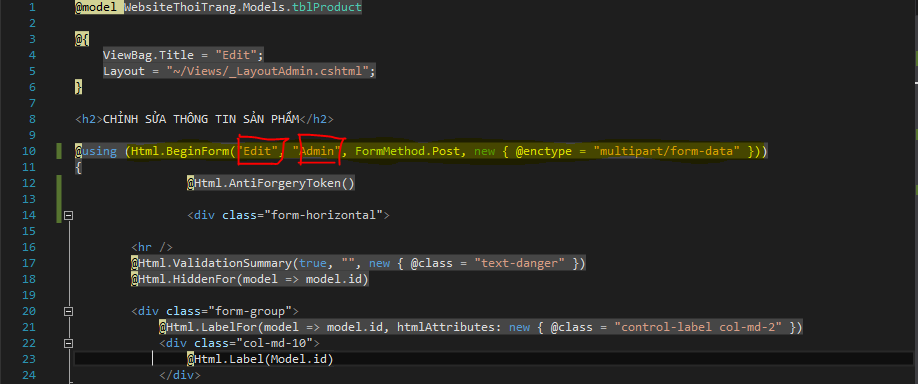 1 @model WebsiteThoiTrang.Models.tblProduct
2
3 @{
4 ViewBag.Title = "Edit";
5 Layout = "~/Views/_LayoutAdmin.cshtml";
6 }
7
8 <h2>CHỈNH SỬA THÔNG TIN SẢN PHẨM</h2>
9
10 @using (Html.BeginForm("Edit", "Admin", FormMethod.Post, new { @enctype = "multipart/form-data" }))
11 {
12 @Html.AntiForgeryToken()
13
14 <div class="form-horizontal">
15
16 <hr />
17 @Html.ValidationSummary(true, "", new { @class = "text-danger" })
18 @Html.HiddenFor(model => model.id)
19
20 <div class="form-group">
21 @Html.LabelFor(model => model.id, htmlAttributes: new { @class = "control-label col-md-2" })
22 <div class="col-md-10">
23 @Html.Label(Model.id)
24 </div>